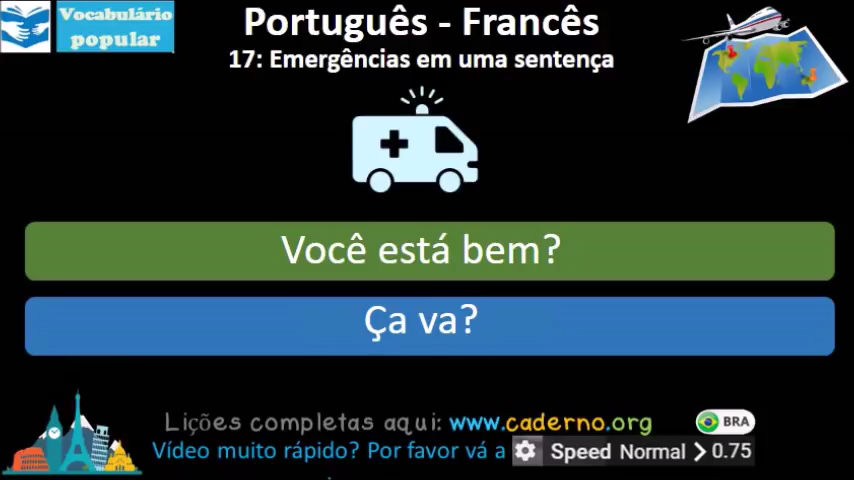 Vocabulário
popular
Português - Francês
17: Emergências em uma sentença
Você está bem?
Ça va?
Lições completas aqui: www.caderno.org
BRA
Vídeo muito rápido? Por favor vá a Speed Normal > 0.75